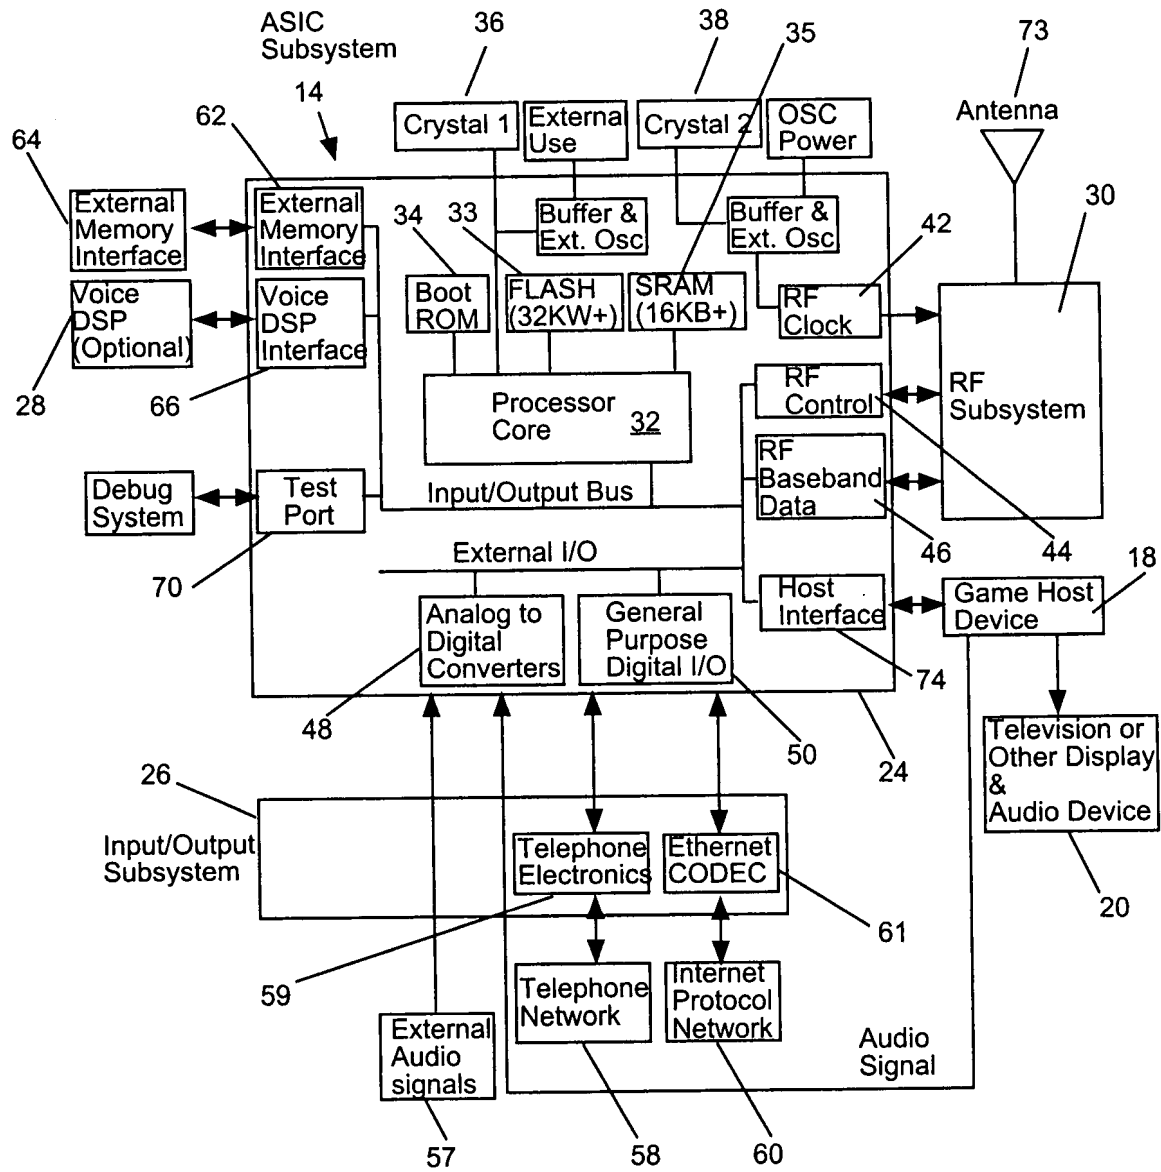 ASIC
Subsystem
14
36
38
35
73
Antenna
62
64
Crystal 1
External
Use
Crystal 2
OSC
Power
External
Memory
Interface
External
Memory
Interface
34
33
Buffer &
Ext. Osc
Buffer &
Ext. Osc
42
30
Voice
DSP
(Optional)
Voice
DSP
Interface
Boot
ROM
FLASH
(32KW+)
SRAM
(16KB+)
RF
Clock
28
66
Processor
Core
32
RF
Control
RF
Subsystem
Debug
System
Test
Port
Input/Output Bus
RF
Baseband
Data
70
External I/O
46
44
18
Analog to
Digital
Converters
General
Purpose
Digital I/O
Host
Interface
Game Host
Device
74
48
50
24
Television or
Other Display
&
Audio Device
26
Input/Output
Subsystem
Telephone
Electronics
Ethernet
CODEC
20
61
59
Telephone
Network
Internet
Protocol
Network
External
Audio
signals
Audio
Signal
57
58
60